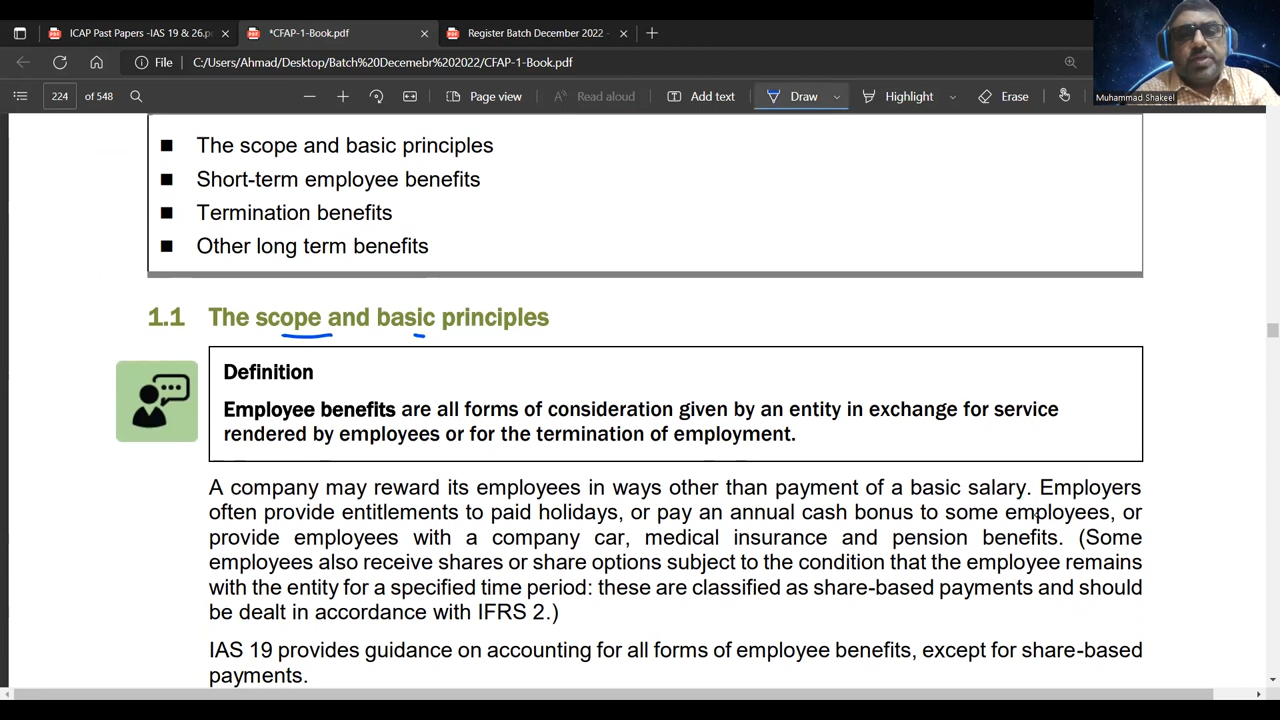 ICAP Past Papers -IAS 19 & 26.p
*CFAP-1-Book.pdf
Register Batch December 2022 -
File
C:/Users/Ahmad/Desktop/Batch%20Decemebr%202022/CFAP-1-Book.pdf
224 of 548
Page view
Read aloud
Add text
Draw
Highlight
Erase
Muhammad Shakeel
■ The scope and basic principles
■ Short-term employee benefits
■ Termination benefits
■ Other long term benefits
1.1 The scope and basic principles
Definition
Employee benefits are all forms of consideration given by an entity in exchange for service
rendered by employees or for the termination of employment.
A company may reward its employees in ways other than payment of a basic salary. Employers
often provide entitlements to paid holidays, or pay an annual cash bonus to some employees, or
provide employees with a company car, medical insurance and pension benefits. (Some
employees also receive shares or share options subject to the condition that the employee remains
with the entity for a specified time period: these are classified as share-based payments and should
be dealt in accordance with IFRS 2.)
IAS 19 provides guidance on accounting for all forms of employee benefits, except for share-based
payments.